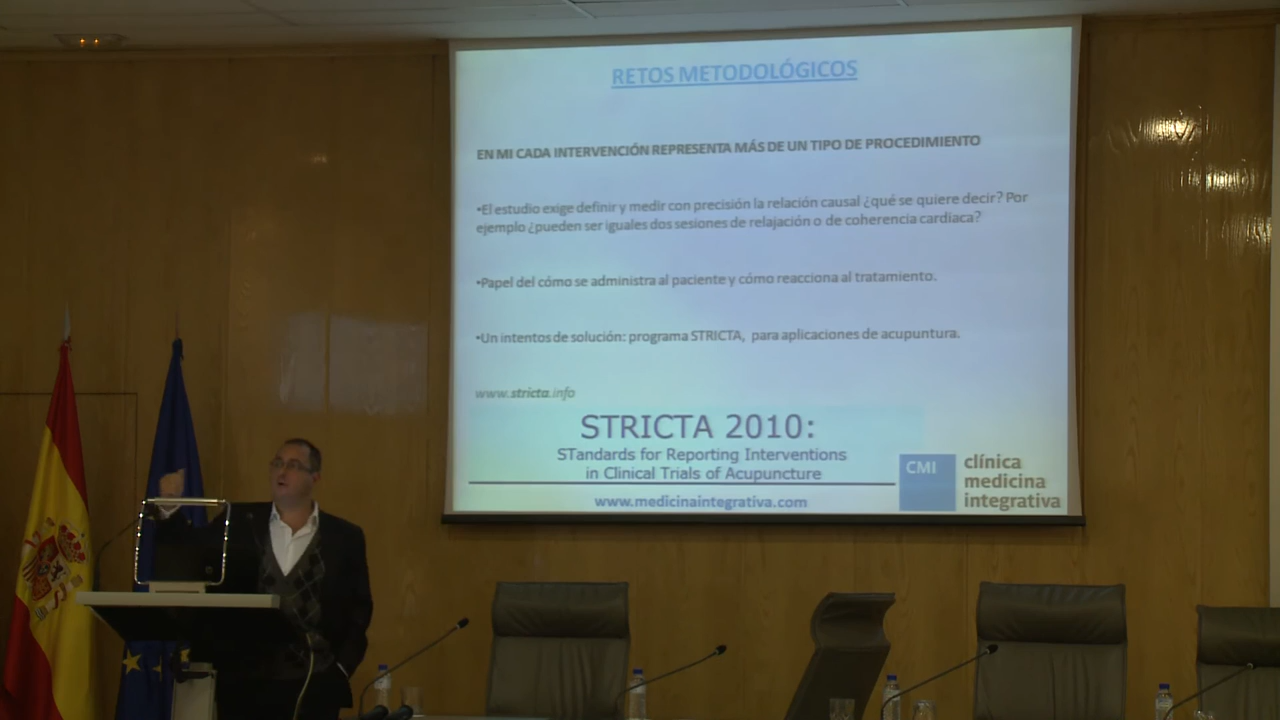 RETOS METODOLÓGICOS
EN MI CADA INTERVENCIÓN REPRESENTA MÁS DE UN TIPO DE PROCEDIMIENTO
•El estudio exige definir y medir con precisión la relación causal ¿qué se quiere decir? Por
ejemplo ¿pueden ser iguales dos sesiones de relajación o de coherencia cardiaca?
•Papel del cómo se administra al paciente y cómo reacciona al tratamiento.
•Un intentos de solución: programa STRICTA, para aplicaciones de acupuntura.
www.stricta.info
STRICTA 2010:
STandards for Reporting Interventions
in Clinical Trials of Acupuncture
www.medicinaintegrativa.com
CMI
clínica
medicina
integrativa